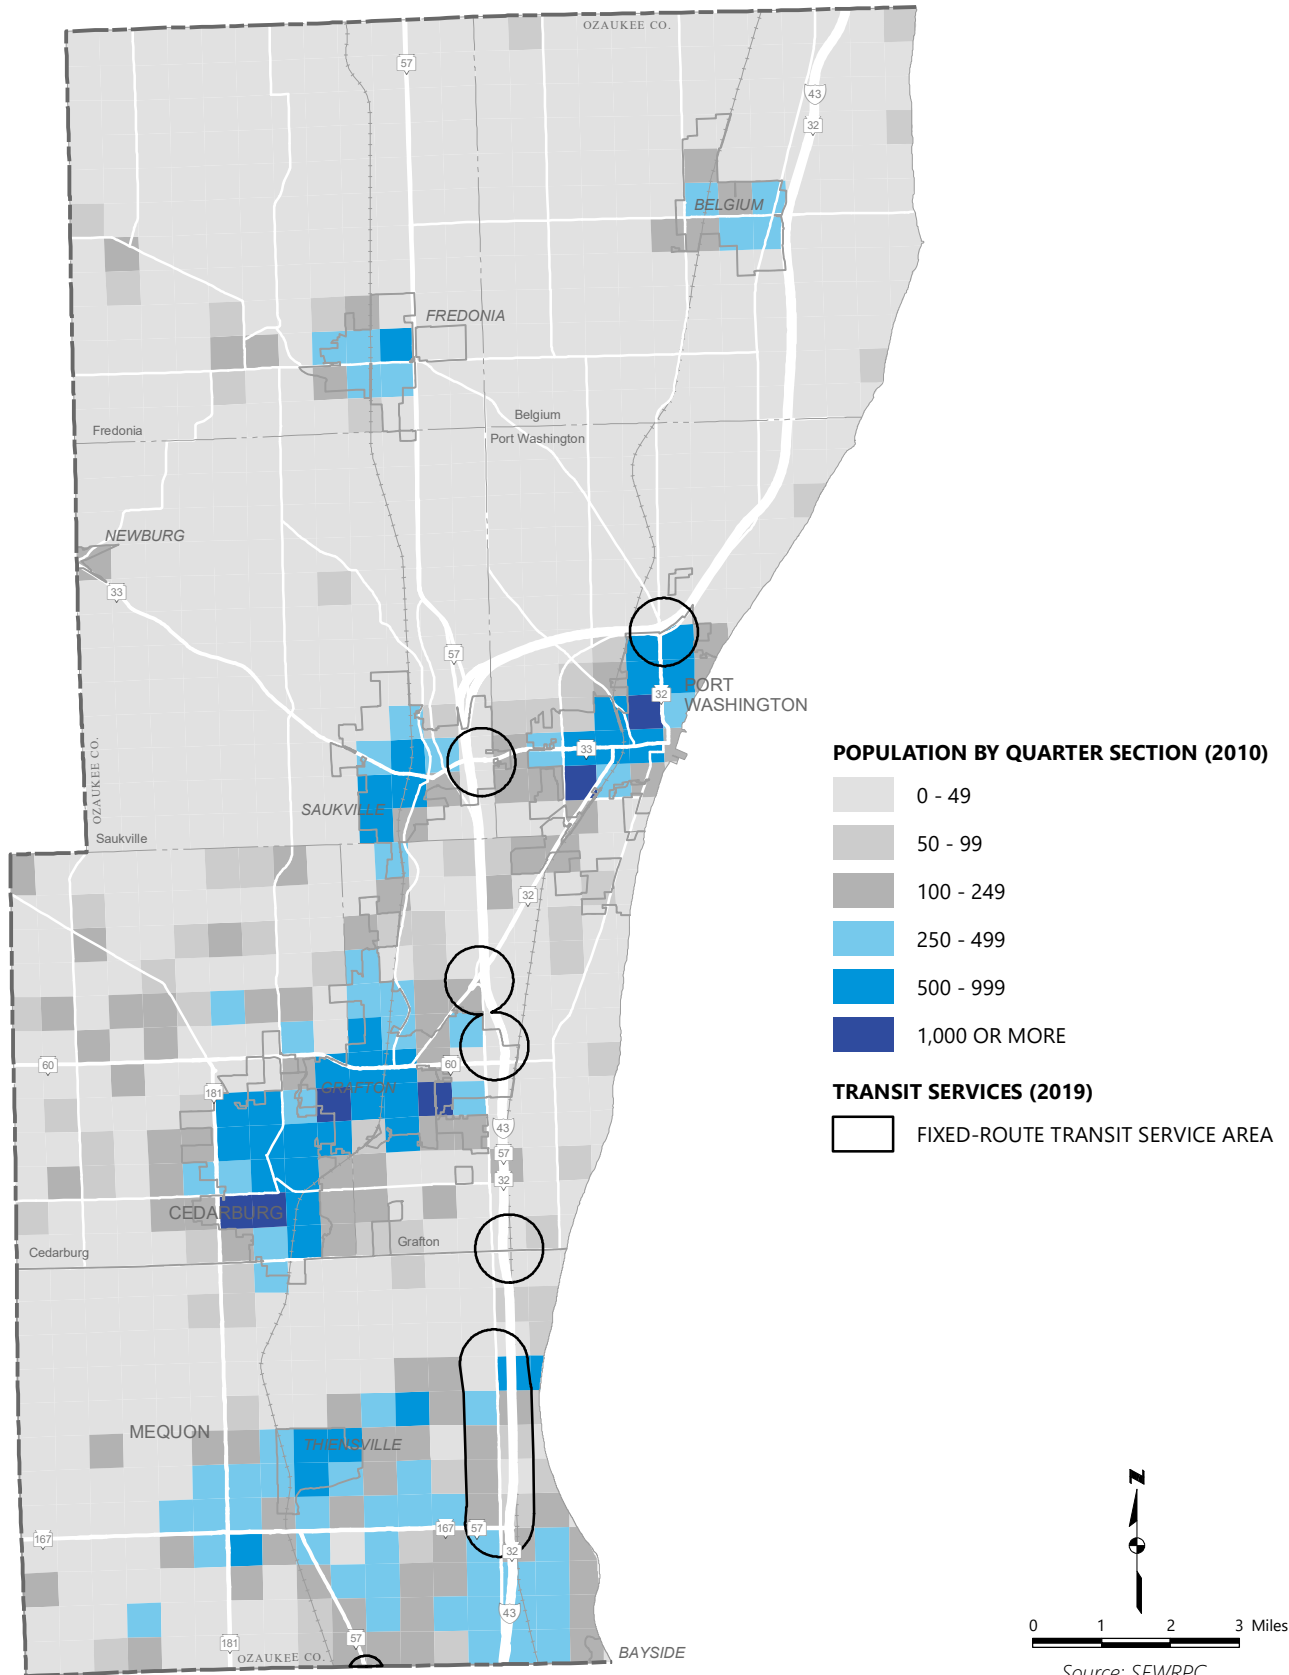 OZAUKEE CO.
57
43
32
BELGIUM
FREDONIA
Belgium
Fredonia
Port Washington
NEWBURG
33
57
32
PORT
WASHINGTON
33
OZAUKEE CO.
SAUKVILLE
Saukville
32
60
60
181
GRAFTON
43
57
32
CEDARBURG
Grafton
Cedarburg
MEQUON
THIENSVILLE
167
167
57
32
43
181
57
OZAUKEE CO.
BAYSIDE
POPULATION BY QUARTER SECTION (2010)
0 - 49
50 - 99
100 - 249
250 - 499
500 - 999
1,000 OR MORE
TRANSIT SERVICES (2019)
FIXED-ROUTE TRANSIT SERVICE AREA
N
0 1 2 3 Miles
Source: SEWRPC